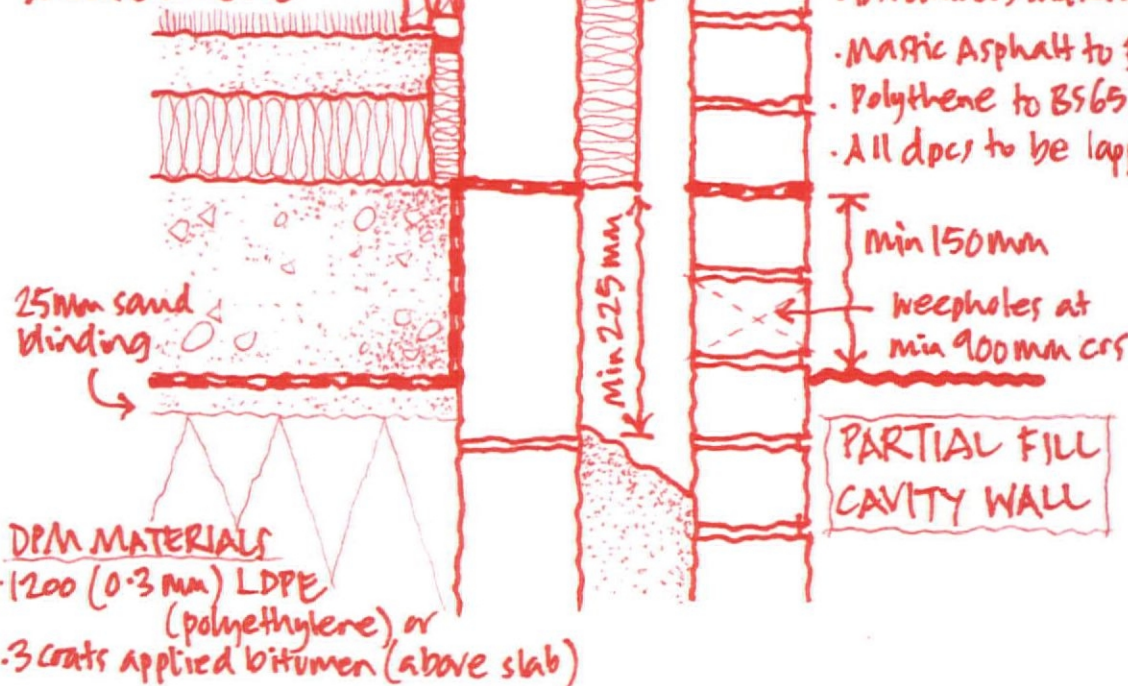 Mastic Asphalt to
Polythene to BS65
All dpcs to be
min 150mm
weepholes at
min 900mm crs
25mm sand
blinding
Min 225mm
PARTIAL FILL
CAVITY WALL
DPM MATERIALS
·1200 (0·3 mm) LDPE
(polyethylene) or
·3 coats applied bitumen (above slab)